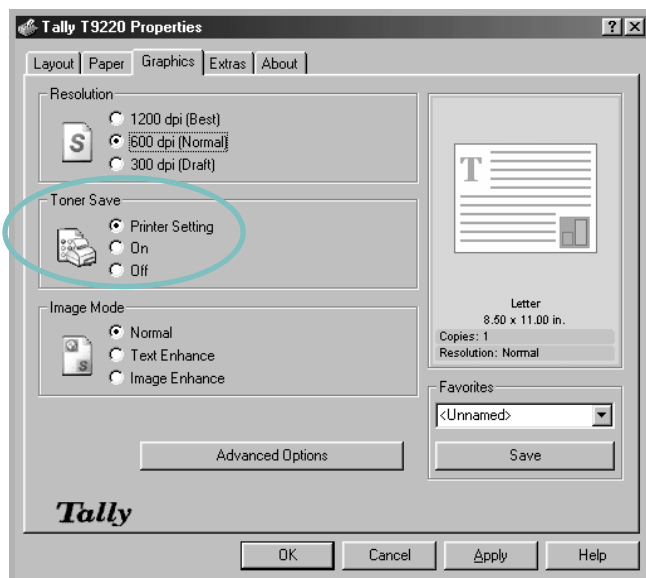 Tally T9220 Properties
Layout Paper Graphics Extras About
Resolution
1200 dpi (Best)
600 dpi (Normal)
300 dpi (Draft)
Toner Save
Printer Setting
On
Off
Image Mode
Normal
Text Enhance
Image Enhance
Advanced Options
Letter
8.50 x 11.00 in.
Copies: 1
Resolution: Normal
Favorites
<Unnamed>
Save
Tally
OK Cancel Apply Help